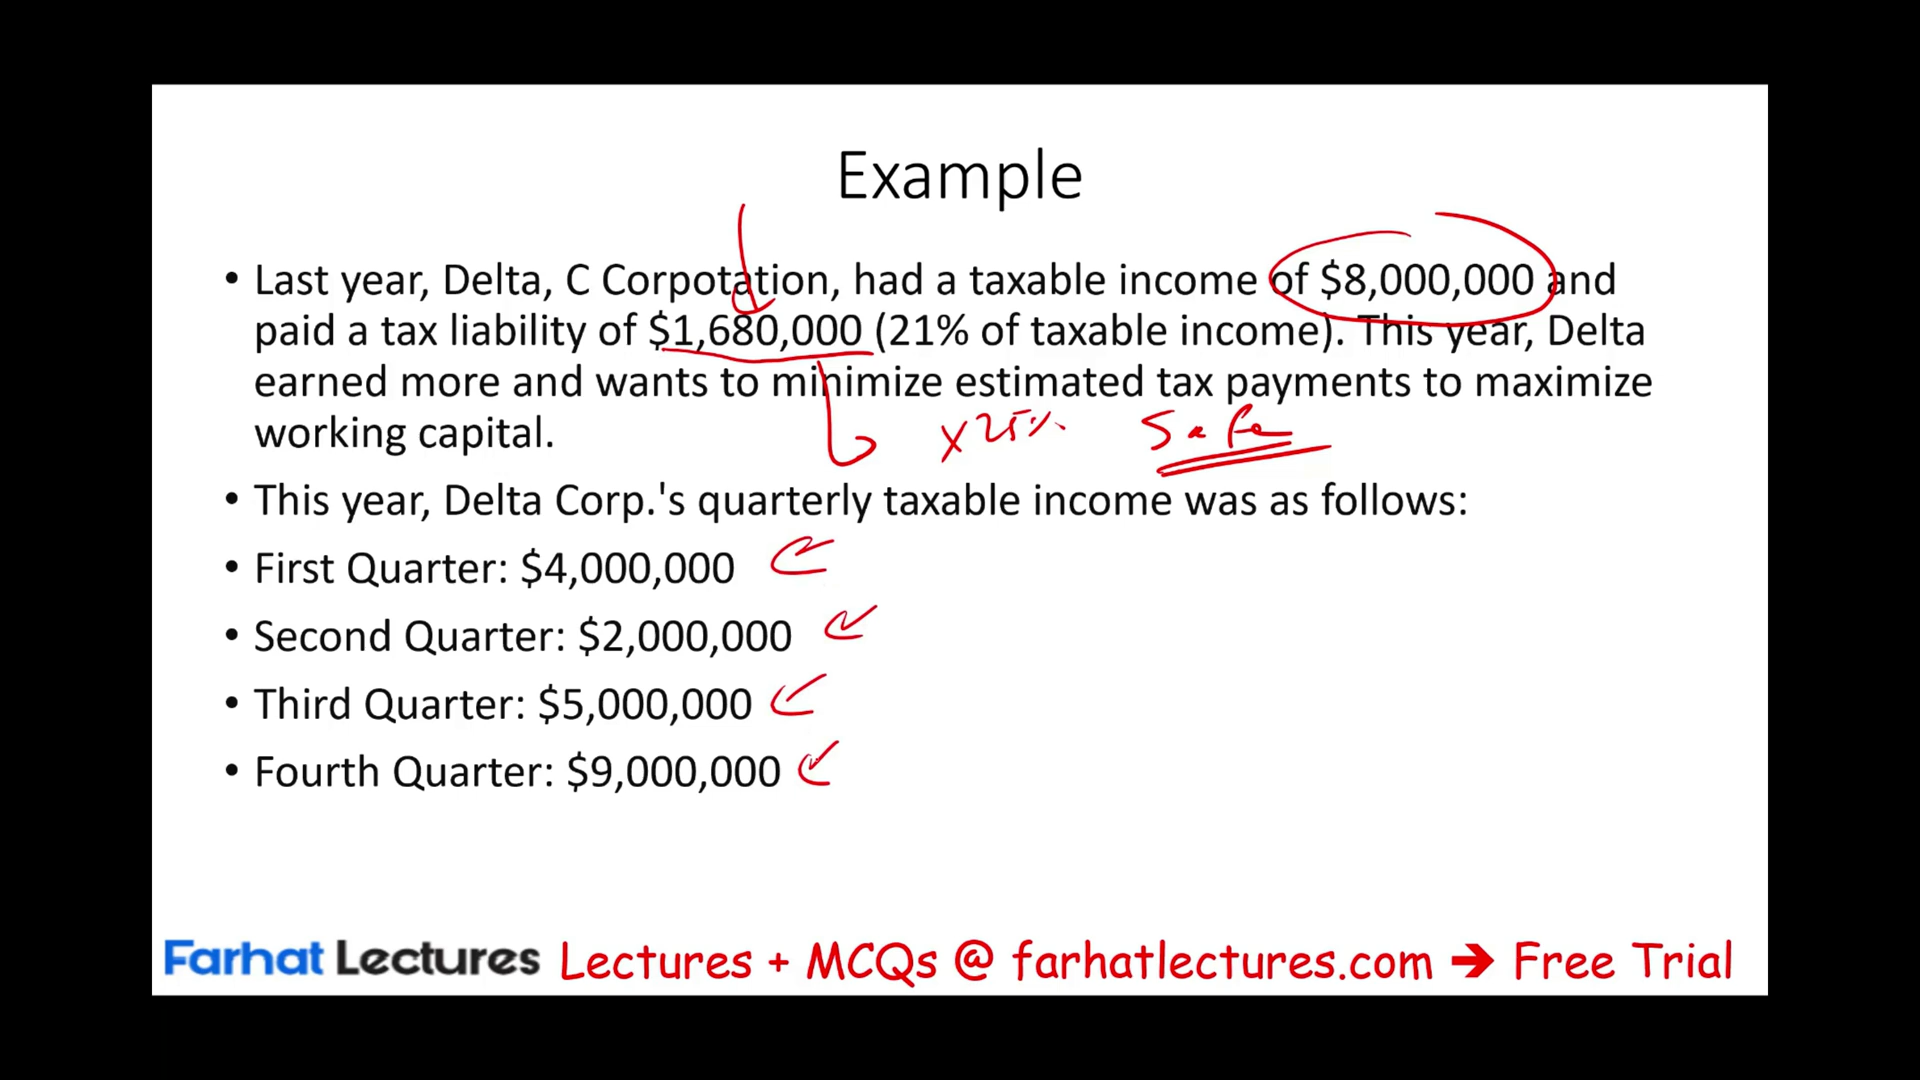 Example
• Last year, Delta, C Corpotation, had a taxable income of $8,000,000 and
paid a tax liability of $1,680,000 (21% of taxable income). This year, Delta
earned more and wants to minimize estimated tax payments to maximize
working capital.
x25% Safe
• This year, Delta Corp.'s quarterly taxable income was as follows:
• First Quarter: $4,000,000
• Second Quarter: $2,000,000
• Third Quarter: $5,000,000
• Fourth Quarter: $9,000,000
Farhat Lectures Lectures + MCQs @ farhatlectures.com ➔ Free Trial